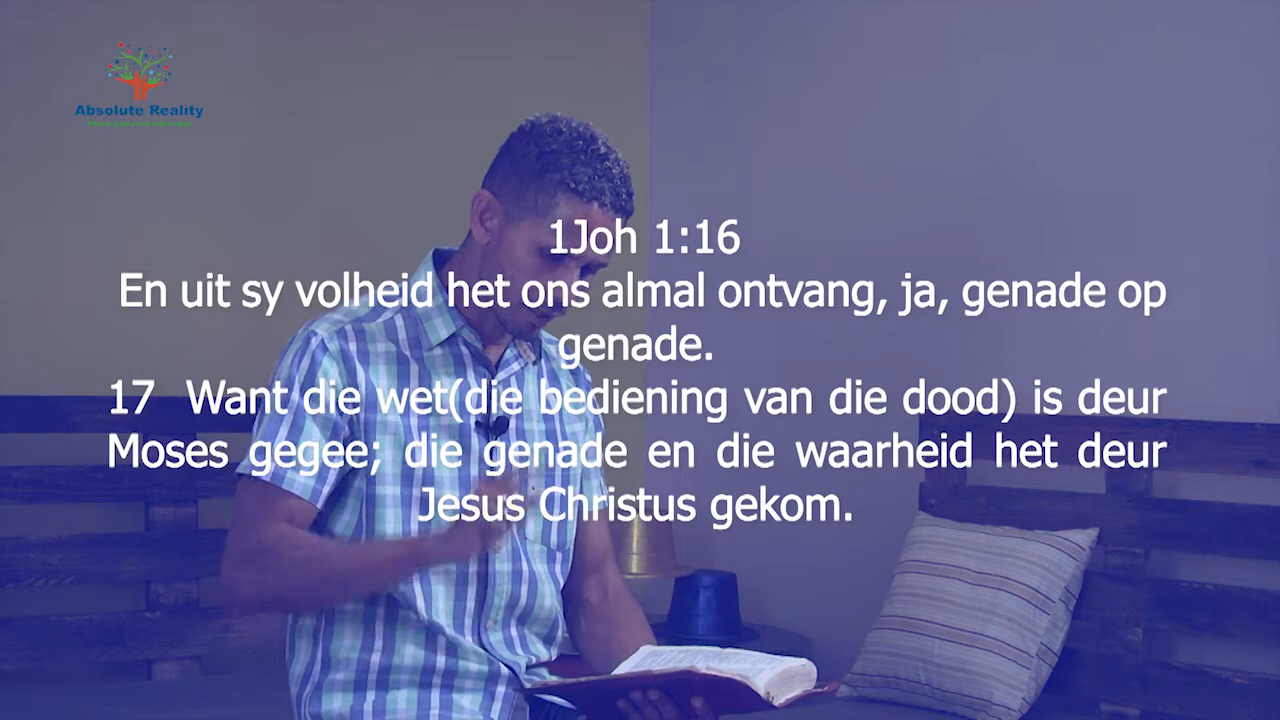 Absolute Reality
1Joh 1:16
En uit sy volheid het ons almal ontvang, ja, genade op
genade.
17 Want die wet(die bediening van die dood) is deur
Moses gegee; die genade en die waarheid het deur
Jesus Christus gekom.